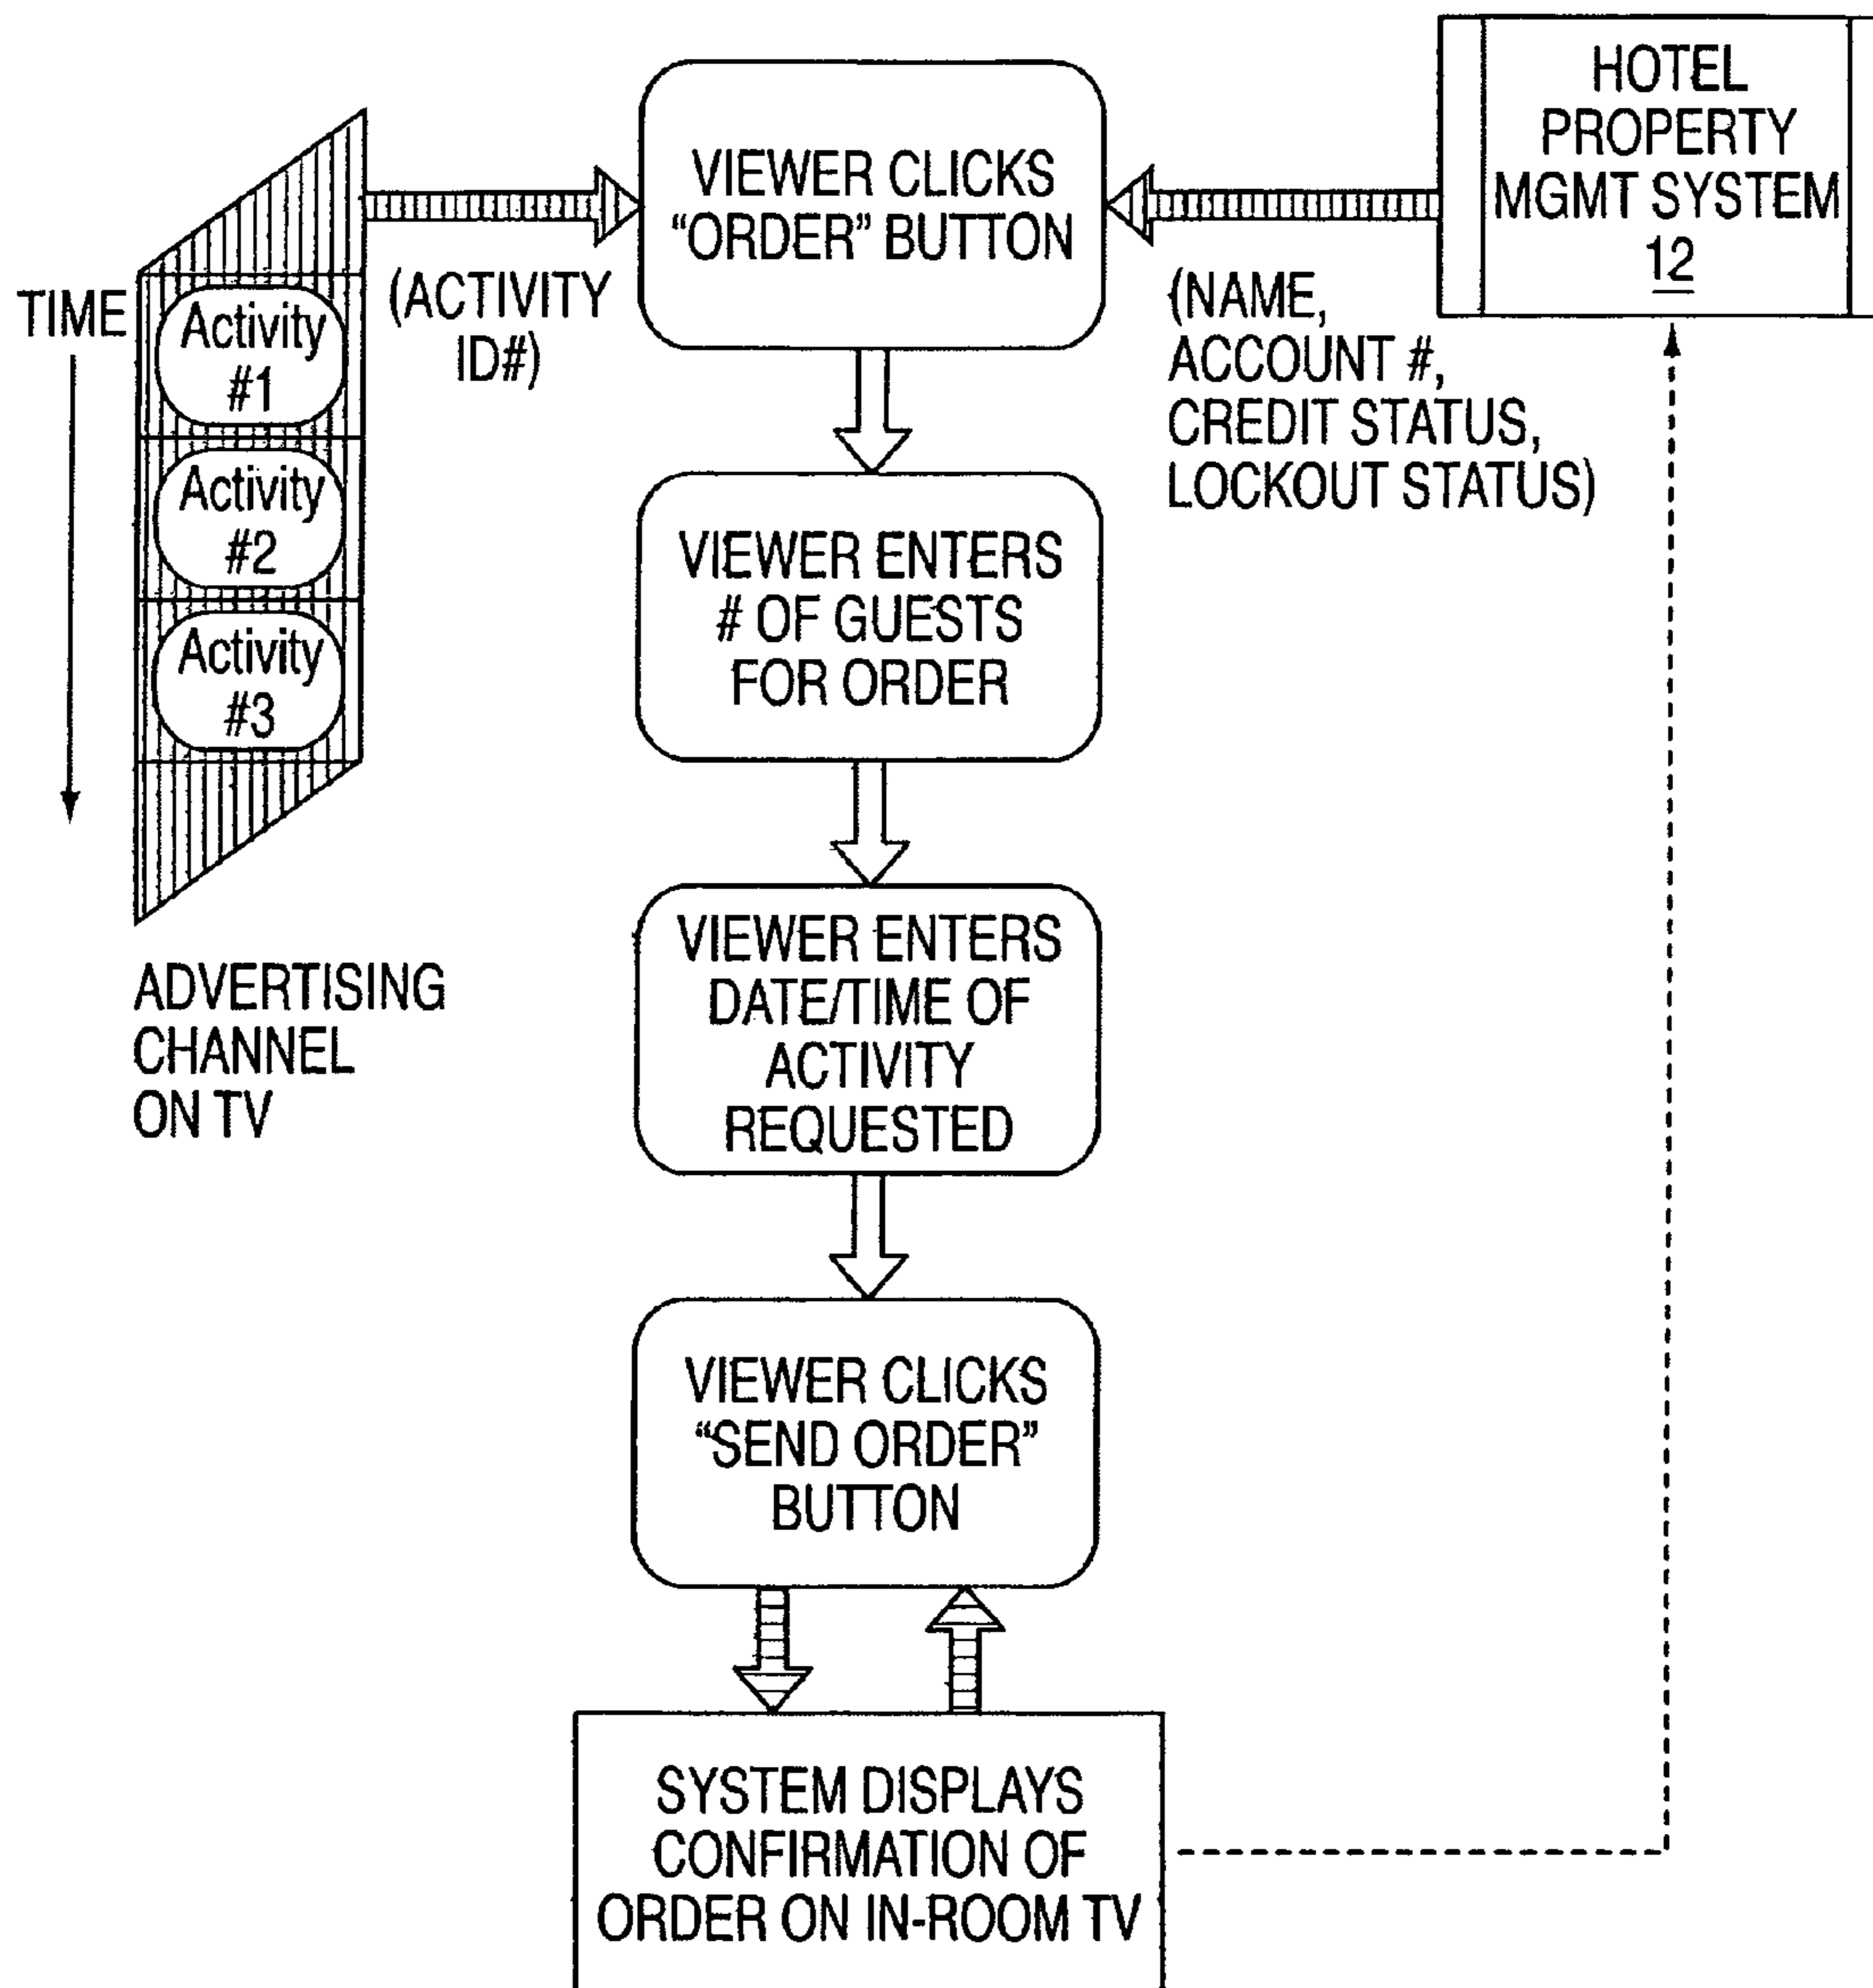 HOTEL
PROPERTY
MGMT SYSTEM
12
VIEWER CLICKS
“ORDER” BUTTON
TIME
Activity
#1
Activity
#2
Activity
#3
(ACTIVITY
ID#)
(NAME,
ACCOUNT #,
CREDIT STATUS,
LOCKOUT STATUS)
VIEWER ENTERS
# OF GUESTS
FOR ORDER
ADVERTISING
CHANNEL
ON TV
VIEWER ENTERS
DATE/TIME OF
ACTIVITY
REQUESTED
VIEWER CLICKS
“SEND ORDER”
BUTTON
SYSTEM DISPLAYS
CONFIRMATION OF
ORDER ON IN-ROOM TV